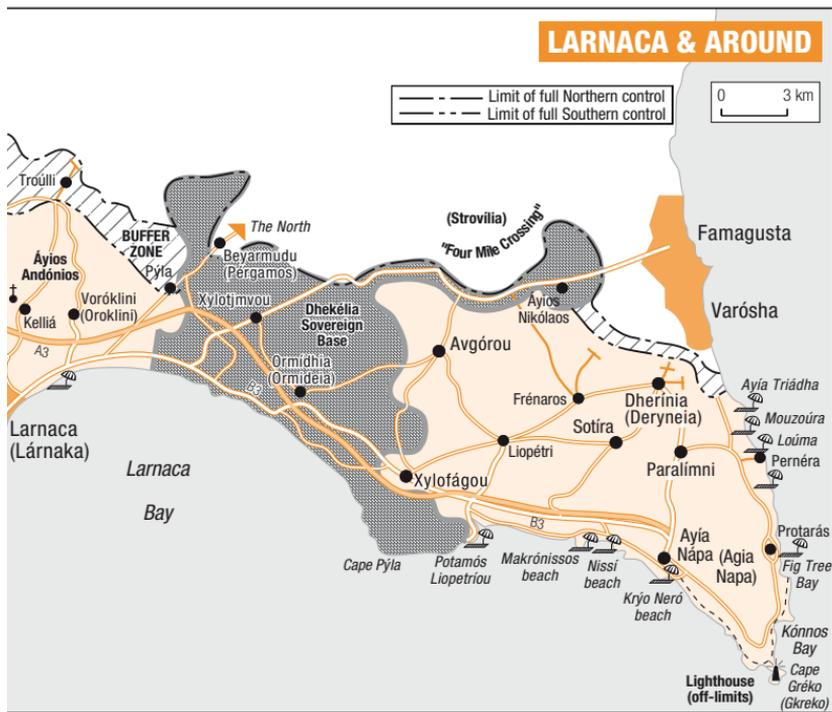 LARNACA & AROUND
Limit of full Northern control
Limit of full Southern control
0 3 km
Troúlli
The North
(Strovília)
"Four Mile Crossing"
Famagusta
BUFFER
ZONE
Beyarmudu
(Pérgamos)
Áyios
Andónios
Pýla
Voróklini
(Oroklini)
Kelliá
Xylotjmvou
Dhekélia
Sovereign
Base
Áyios
Nikólaos
Varósha
A3
Avgórou
Ormídhia
(Ormideia)
B3
Frénaros
Dherínia
(Deryneia)
Ayía Triádha
Mouzoúra
Loúma
Pernéra
Larnaca
(Lárnaka)
Larnaca
Bay
Liopétri
Sotíra
Paralímni
Xylofágou
B3
Cape Pýla
Potamós
Liopetríou
Makrónissos
beach
Nissí
beach
Ayía
Nápa
(Agia
Napa)
Krýo Neró
beach
Protarás
Fig Tree
Bay
Kónnos
Bay
Lighthouse
(off-limits)
Cape
Gréko
(Gkreko)